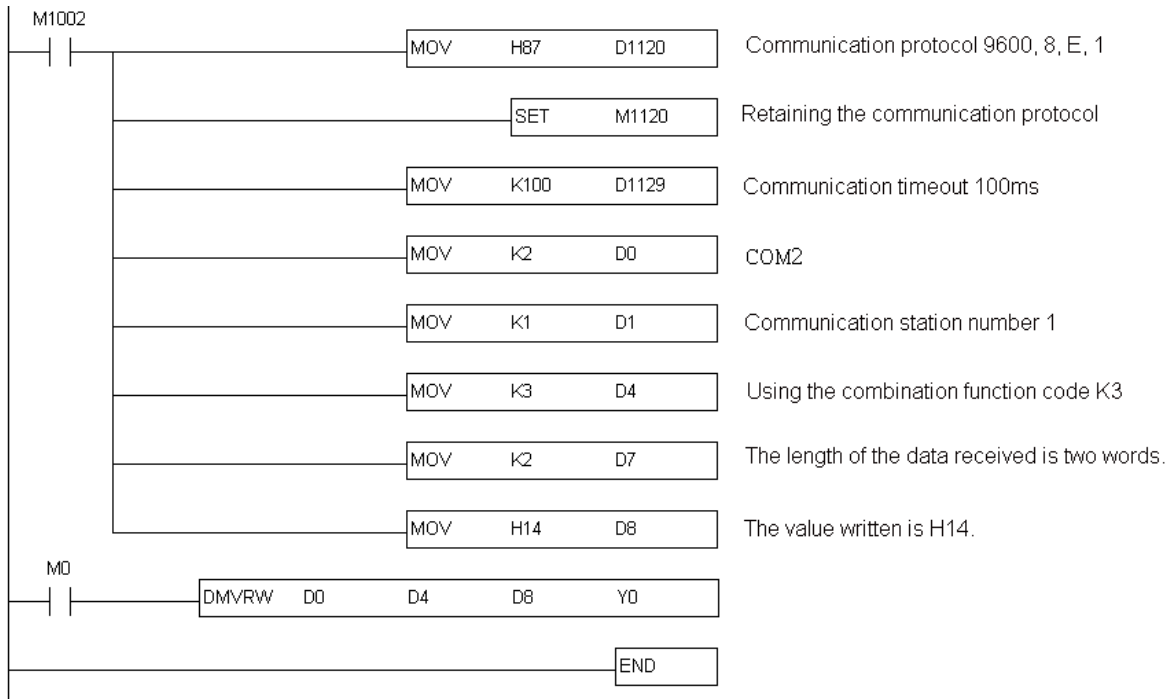 M1002
MOV H87 D1120 Communication protocol 9600, 8, E, 1
SET M1120 Retaining the communication protocol
MOV K100 D1129 Communication timeout 100ms
MOV K2 D0 COM2
MOV K1 D1 Communication station number 1
MOV K3 D4 Using the combination function code K3
MOV K2 D7 The length of the data received is two words.
MOV H14 D8 The value written is H14.
M0
DMVRW D0 D4 D8 Y0
END